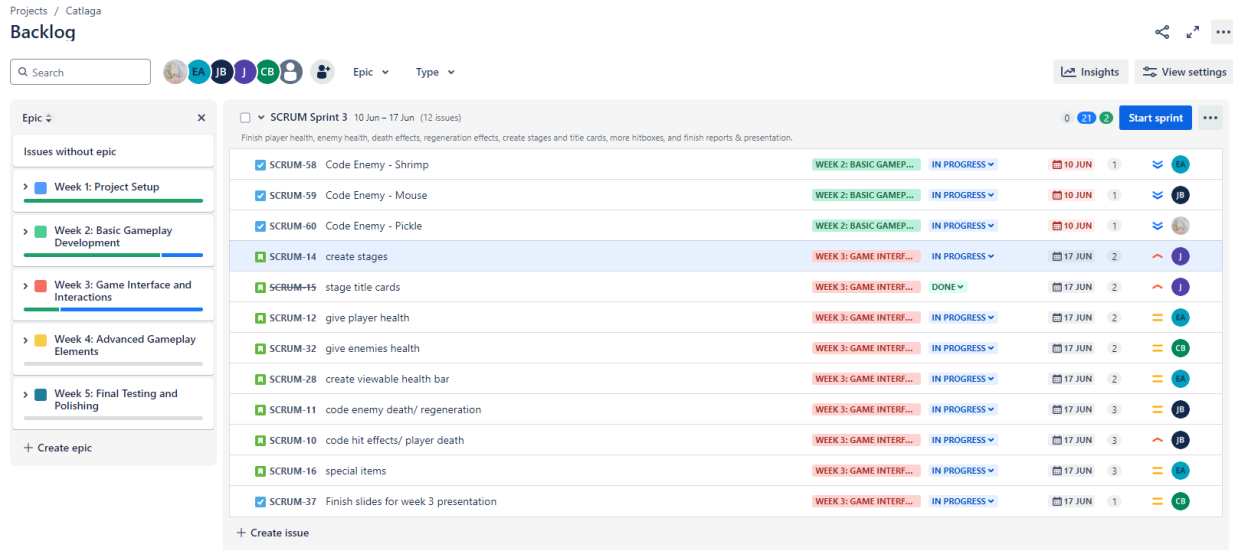 Projects / Catlaga
Backlog
Search
EA JB J CB
Epic
Type
Insights
View settings
Epic
Issues without epic
Week 1: Project Setup
Week 2: Basic Gameplay
Development
Week 3: Game Interface and
Interactions
Week 4: Advanced Gameplay
Elements
Week 5: Final Testing and
Polishing
+ Create epic
SCRUM Sprint 3 10 Jun – 17 Jun (12 issues) 0 21 2 Start sprint
Finish player health, enemy health, death effects, regeneration effects, create stages and title cards, more hitboxes, and finish reports & presentation.
SCRUM-58 Code Enemy - Shrimp WEEK 2: BASIC GAMEP... IN PROGRESS 10 JUN 1 EA
SCRUM-59 Code Enemy - Mouse WEEK 2: BASIC GAMEP... IN PROGRESS 10 JUN 1 JB
SCRUM-60 Code Enemy - Pickle WEEK 2: BASIC GAMEP... IN PROGRESS 10 JUN 1
SCRUM-14 create stages WEEK 3: GAME INTERF... IN PROGRESS 17 JUN 2 J
SCRUM-15 stage title cards WEEK 3: GAME INTERF... DONE 17 JUN 2 J
SCRUM-12 give player health WEEK 3: GAME INTERF... IN PROGRESS 17 JUN 2 EA
SCRUM-32 give enemies health WEEK 3: GAME INTERF... IN PROGRESS 17 JUN 2 CB
SCRUM-28 create viewable health bar WEEK 3: GAME INTERF... IN PROGRESS 17 JUN 2 EA
SCRUM-11 code enemy death/ regeneration WEEK 3: GAME INTERF... IN PROGRESS 17 JUN 3 JB
SCRUM-10 code hit effects/ player death WEEK 3: GAME INTERF... IN PROGRESS 17 JUN 3 JB
SCRUM-16 special items WEEK 3: GAME INTERF... IN PROGRESS 17 JUN 3 EA
SCRUM-37 Finish slides for week 3 presentation WEEK 3: GAME INTERF... IN PROGRESS 17 JUN 1 CB
+ Create issue